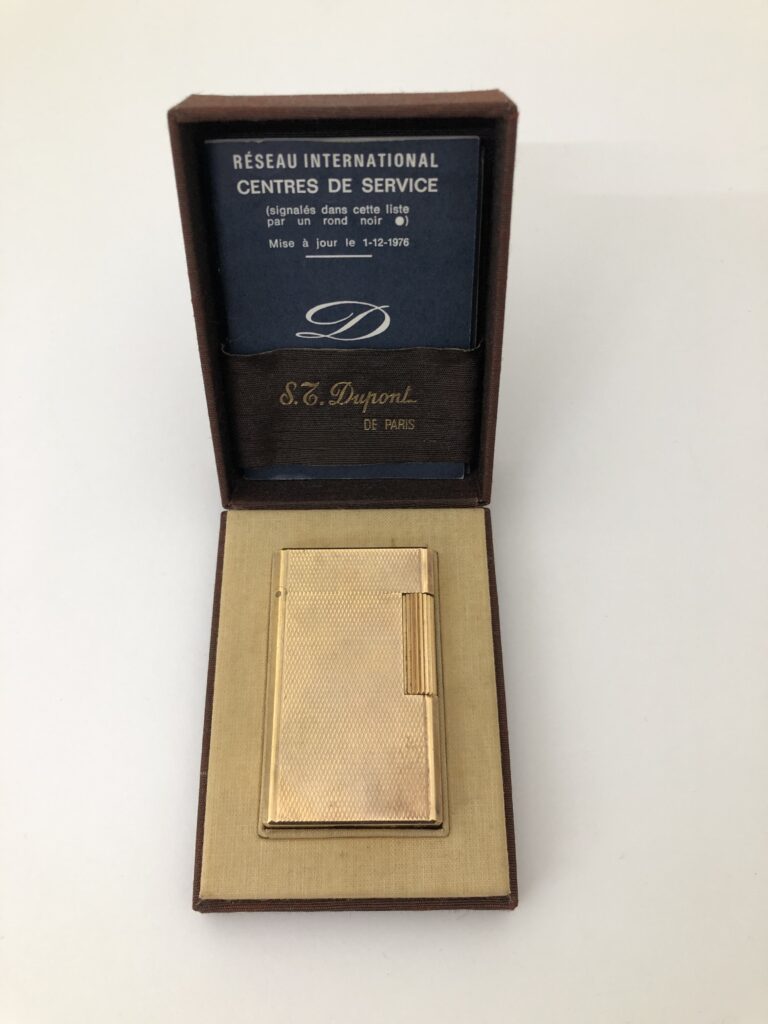 RÉSEAU INTERNATIONAL
CENTRES DE SERVICE
(signalés dans cette liste
par un rond noir ●)
Mise à jour le 1-12-1976
D
S.T. Dupont
DE PARIS